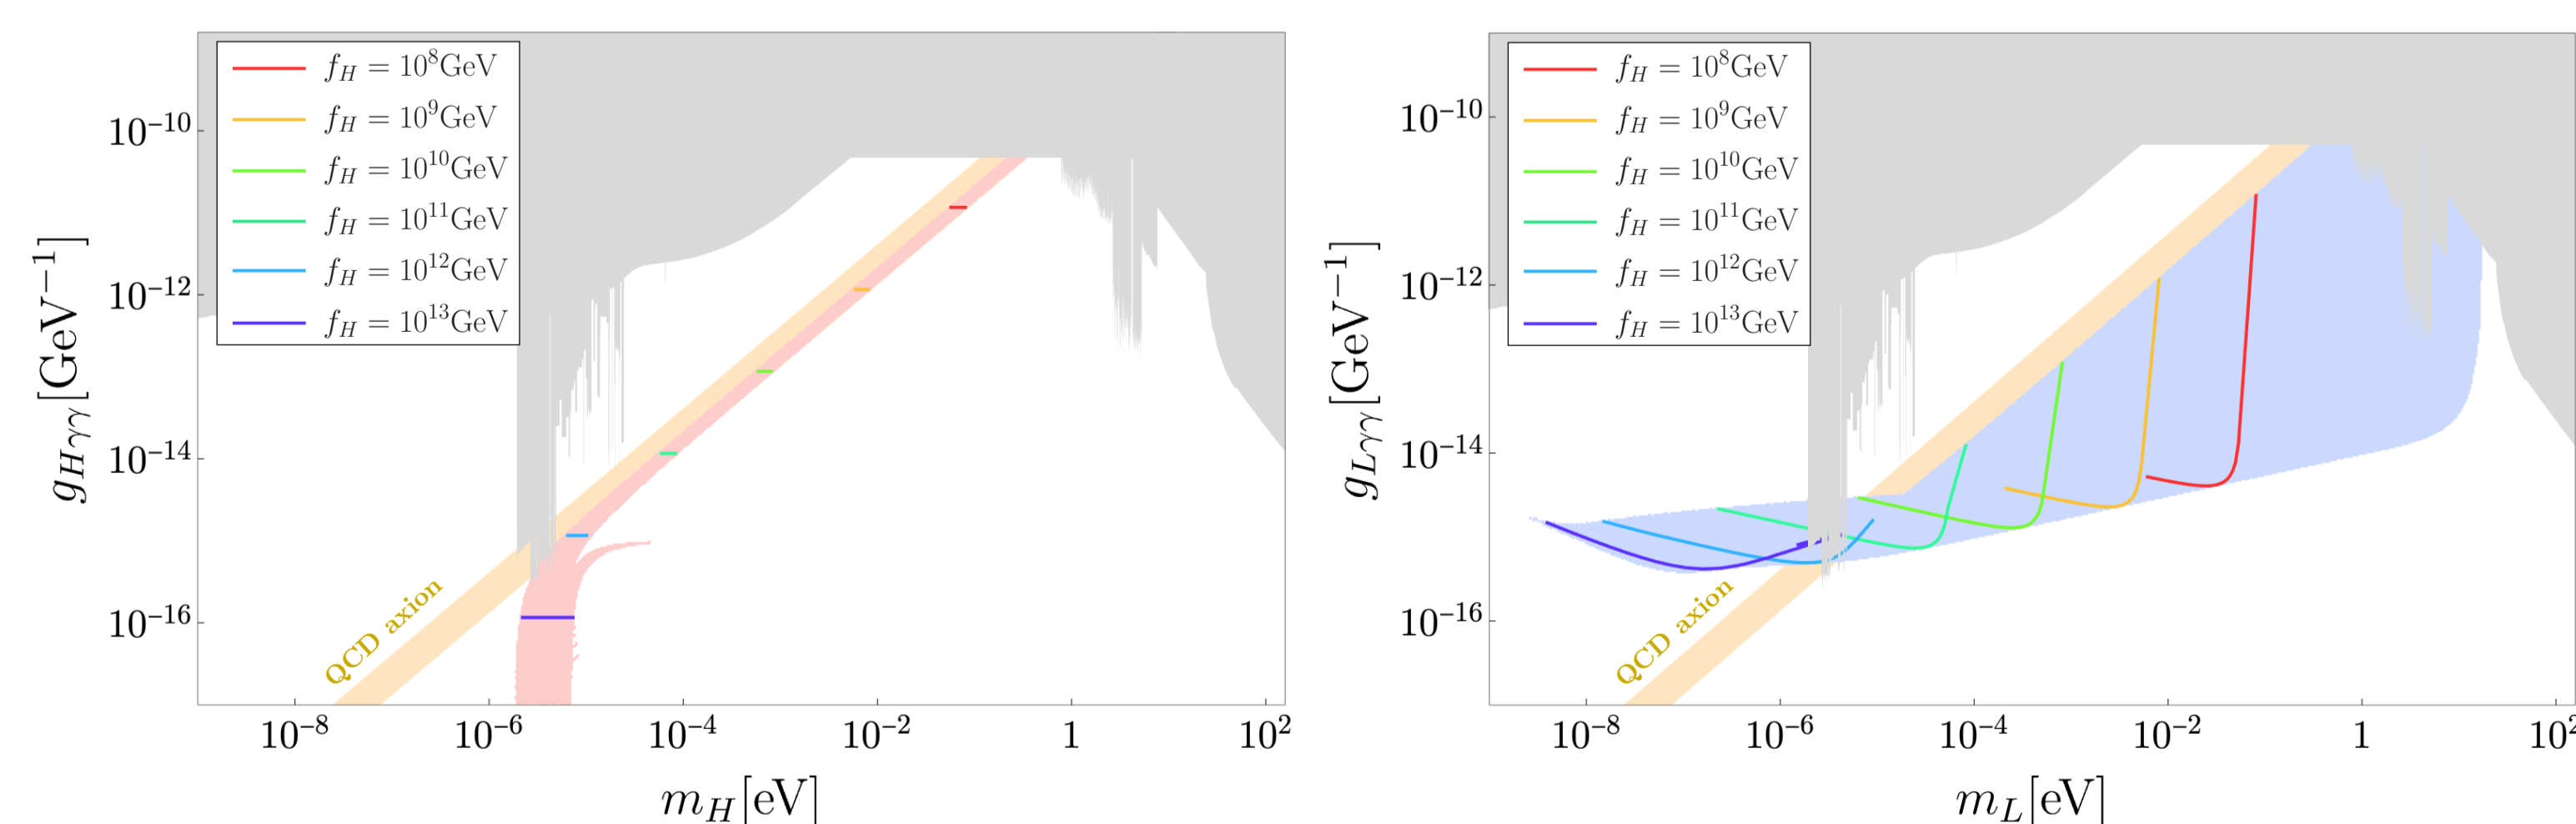 f_H = 10^8GeV
f_H = 10^9GeV
f_H = 10^10GeV
f_H = 10^11GeV
f_H = 10^12GeV
f_H = 10^13GeV
10^−10
10^−12
10^−14
10^−16
g_Hγγ[GeV^−1]
QCD axion
10^−8
10^−6
10^−4
10^−2
1
10^2
m_H[eV]
f_H = 10^8GeV
f_H = 10^9GeV
f_H = 10^10GeV
f_H = 10^11GeV
f_H = 10^12GeV
f_H = 10^13GeV
10^−10
10^−12
10^−14
10^−16
g_Lγγ[GeV^−1]
QCD axion
10^−8
10^−6
10^−4
10^−2
1
10^2
m_L[eV]